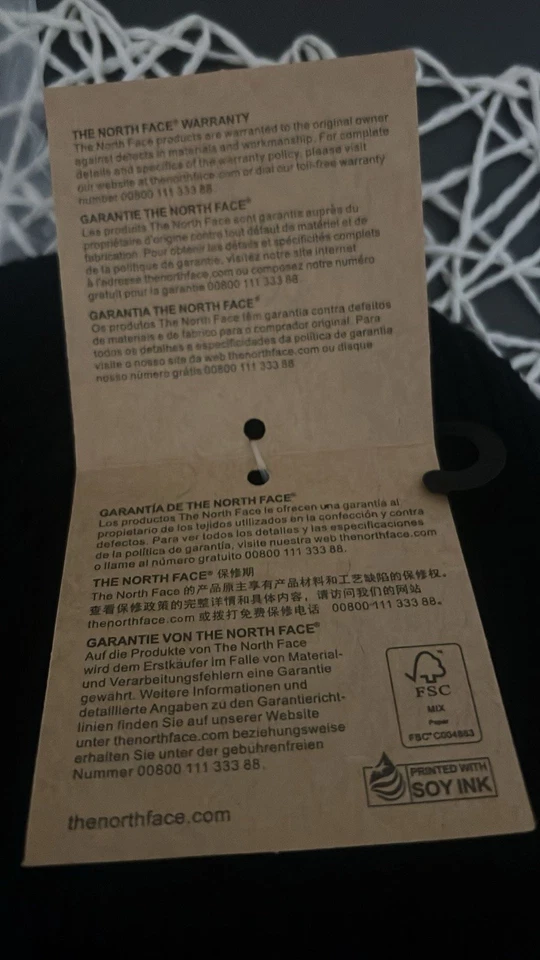 THE NORTH FACE® WARRANTY
The North Face products are warranted to the original owner
against defects in materials and workmanship. For complete
details and specifics of the warranty policy, please visit
our website at thenorthface.com or dial our toll-free warranty
number 00800 111 333 88
GARANTIE THE NORTH FACE®
Les produits The North Face sont garantis auprès du
propriétaire d'origine contre tout défaut de matériel et de
fabrication. Pour obtenir les détails et spécificités complets
de la politique de garantie, visitez notre site internet
à l'adresse thenorthface.com ou composez notre numéro
gratuit pour la garantie 00800 111 333 88.
GARANTIA THE NORTH FACE®
Os produtos The North Face têm garantia contra defeitos
de materiais e de fabrico para o comprador original. Para
todos os detalhes e especificidades da política de garantia
visite o nosso site da web thenorthface.com ou disque
nosso número grátis 00800 111 333 88
GARANTÍA DE THE NORTH FACE®
Los productos The North Face le ofrecen una garantía al
propietario de los tejidos utilizados en la confección y contra
defectos. Para ver todos los detalles y las especificaciones
de la política de garantía, visite nuestra web thenorthface.com
o llame al número gratuito 00800 111 333 88.
THE NORTH FACE® 保修期
The North Face 的产品原主享有产品材料和工艺缺陷的保修权。
查看保修政策的完整详情和具体内容，请访问我们的网站
thenorthface.com 或拨打免费保修电话 00800 111 333 88。
GARANTIE VON THE NORTH FACE®
Auf die Produkte von The North Face
wird dem Erstkäufer im Falle von Material-
und Verarbeitungsfehlern eine Garantie
gewährt. Weitere Informationen und
detaillierte Angaben zu den Garantiericht-
linien finden Sie auf unserer Website
unter thenorthface.com beziehungsweise
erhalten Sie unter der gebührenfreien
Nummer 00800 111 333 88.
FSC
MIX
Paper
FSC® C004853
PRINTED WITH
SOY INK
thenorthface.com